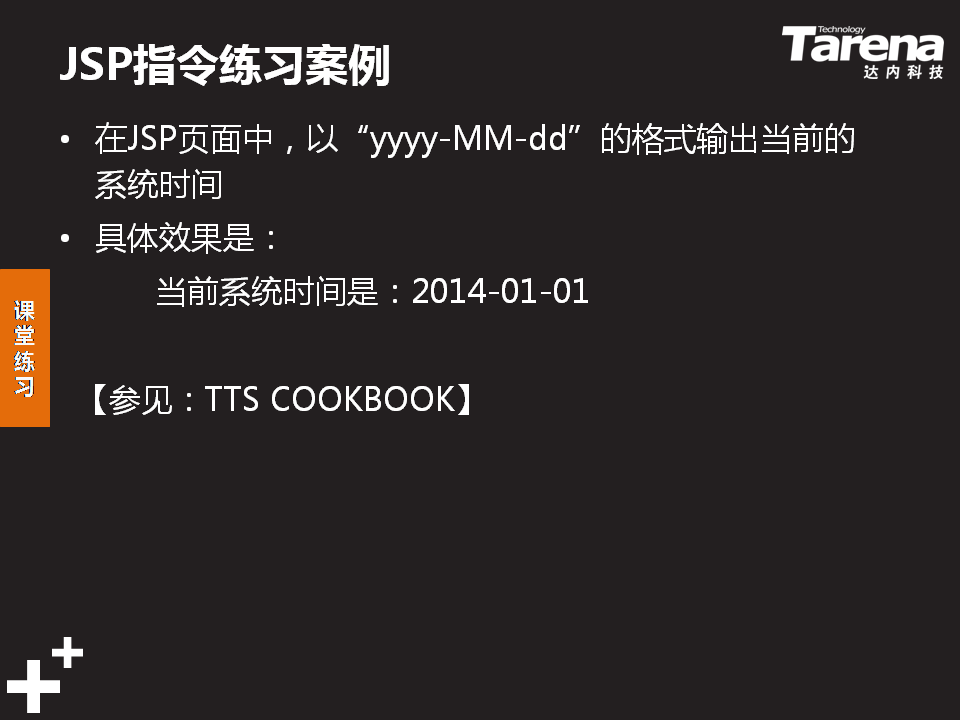 JSP指令练习案例
Technology
Tarena
达内科技
• 在JSP页面中，以“yyyy-MM-dd”的格式输出当前的
系统时间
• 具体效果是：
当前系统时间是：2014-01-01
课
堂
练
习
【参见：TTS COOKBOOK】